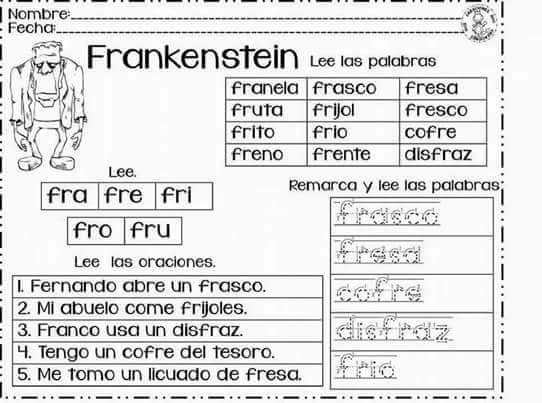 Nombre:
Fecha:
Frankenstein
Lee las palabras
franela frasco fresa
fruta frijol fresco
frito frio cofre
freno frente disfraz
Lee.
fra fre fri
fro fru
Remarca y lee las palabras
frasco
fresa
cofre
disfraz
frio
Lee las oraciones.
1. Fernando abre un frasco.
2. Mi abuelo come frijoles.
3. Franco usa un disfraz.
4. Tengo un cofre del tesoro.
5. Me tomo un licuado de fresa.